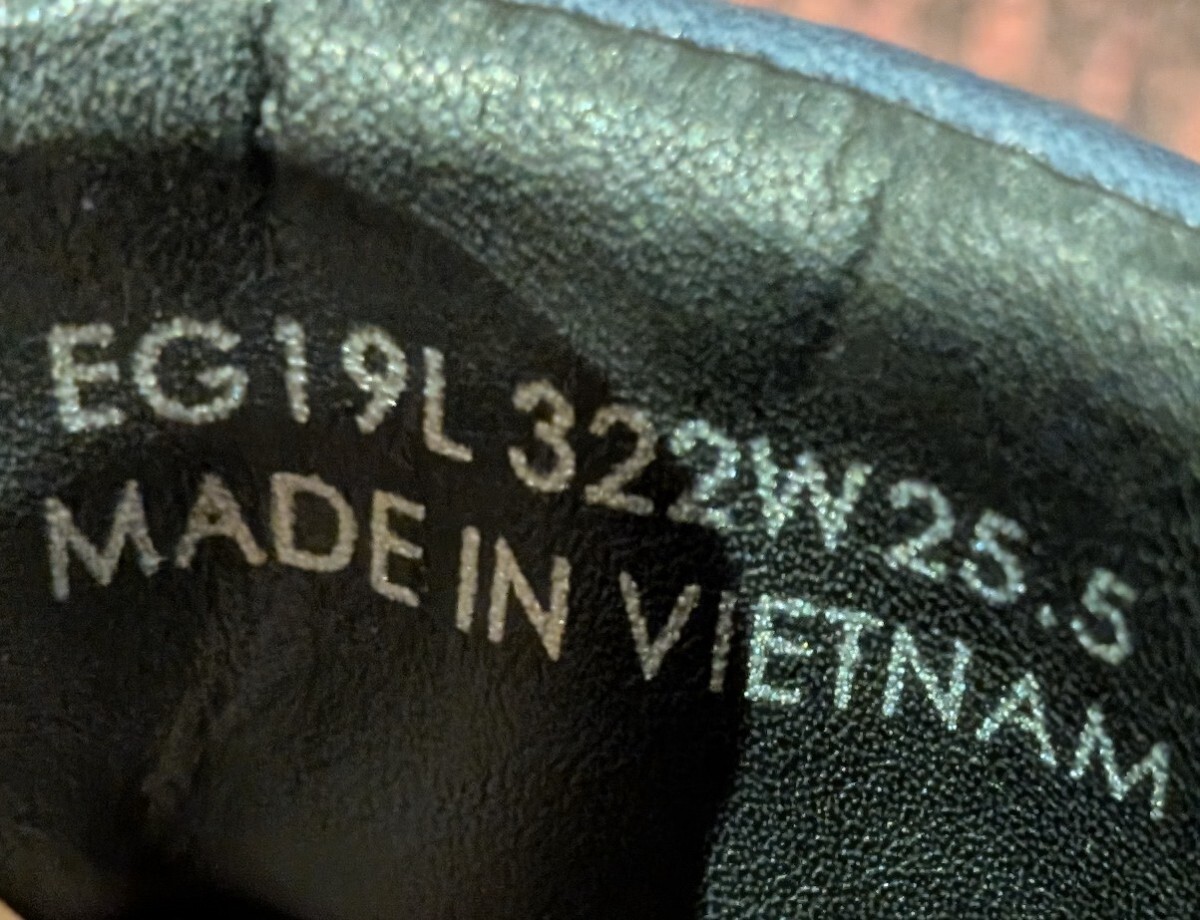 EG19L 322W 25.5
MADE IN VIETNAM